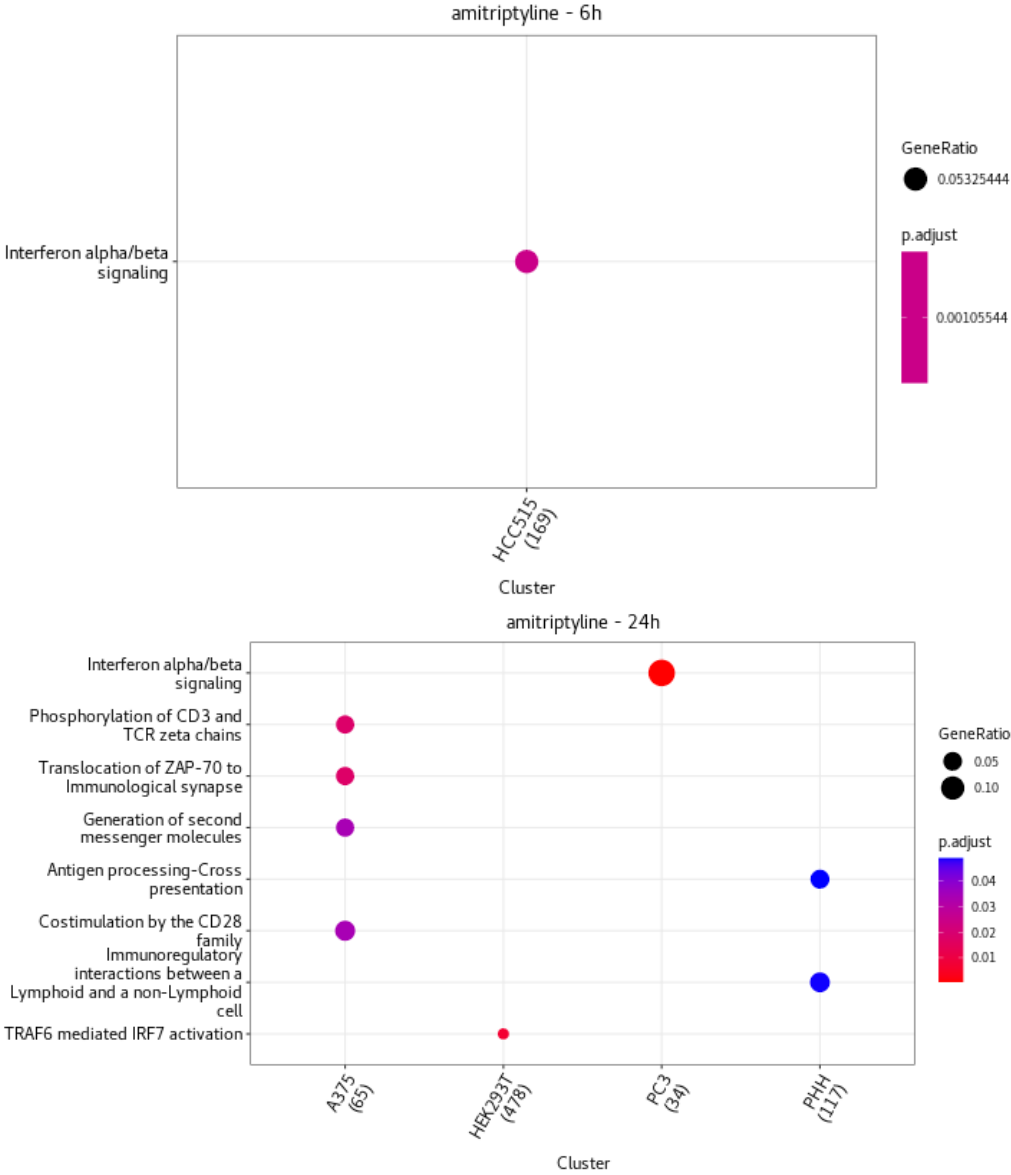 amitriptyline - 6h
Interferon alpha/beta
signaling
GeneRatio
0.05325444
p.adjust
0.00105544
HCC515
(169)
Cluster
amitriptyline - 24h
Interferon alpha/beta
signaling
Phosphorylation of CD3 and
TCR zeta chains
Translocation of ZAP-70 to
Immunological synapse
Generation of second
messenger molecules
Antigen processing-Cross
presentation
Costimulation by the CD28
family
Immunoregulatory
interactions between a
Lymphoid and a non-Lymphoid
cell
TRAF6 mediated IRF7 activation
GeneRatio
0.05
0.10
p.adjust
0.04
0.03
0.02
0.01
A375
(65)
HEK293T
(478)
PC3
(34)
PHH
(117)
Cluster